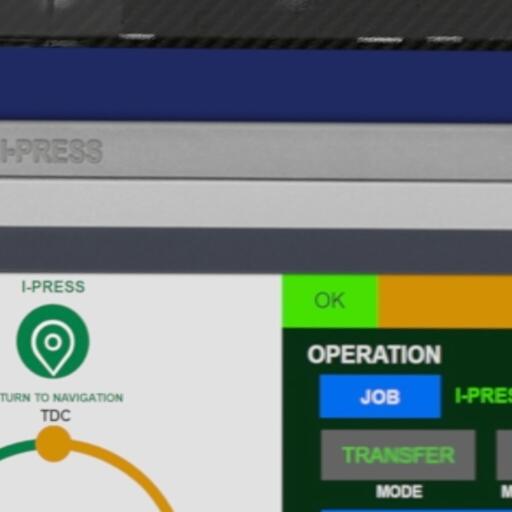 I-PRESS
I-PRESS
OK
OPERATION
TURN TO NAVIGATION
TDC
JOB
I-PRES
TRANSFER
MODE
M